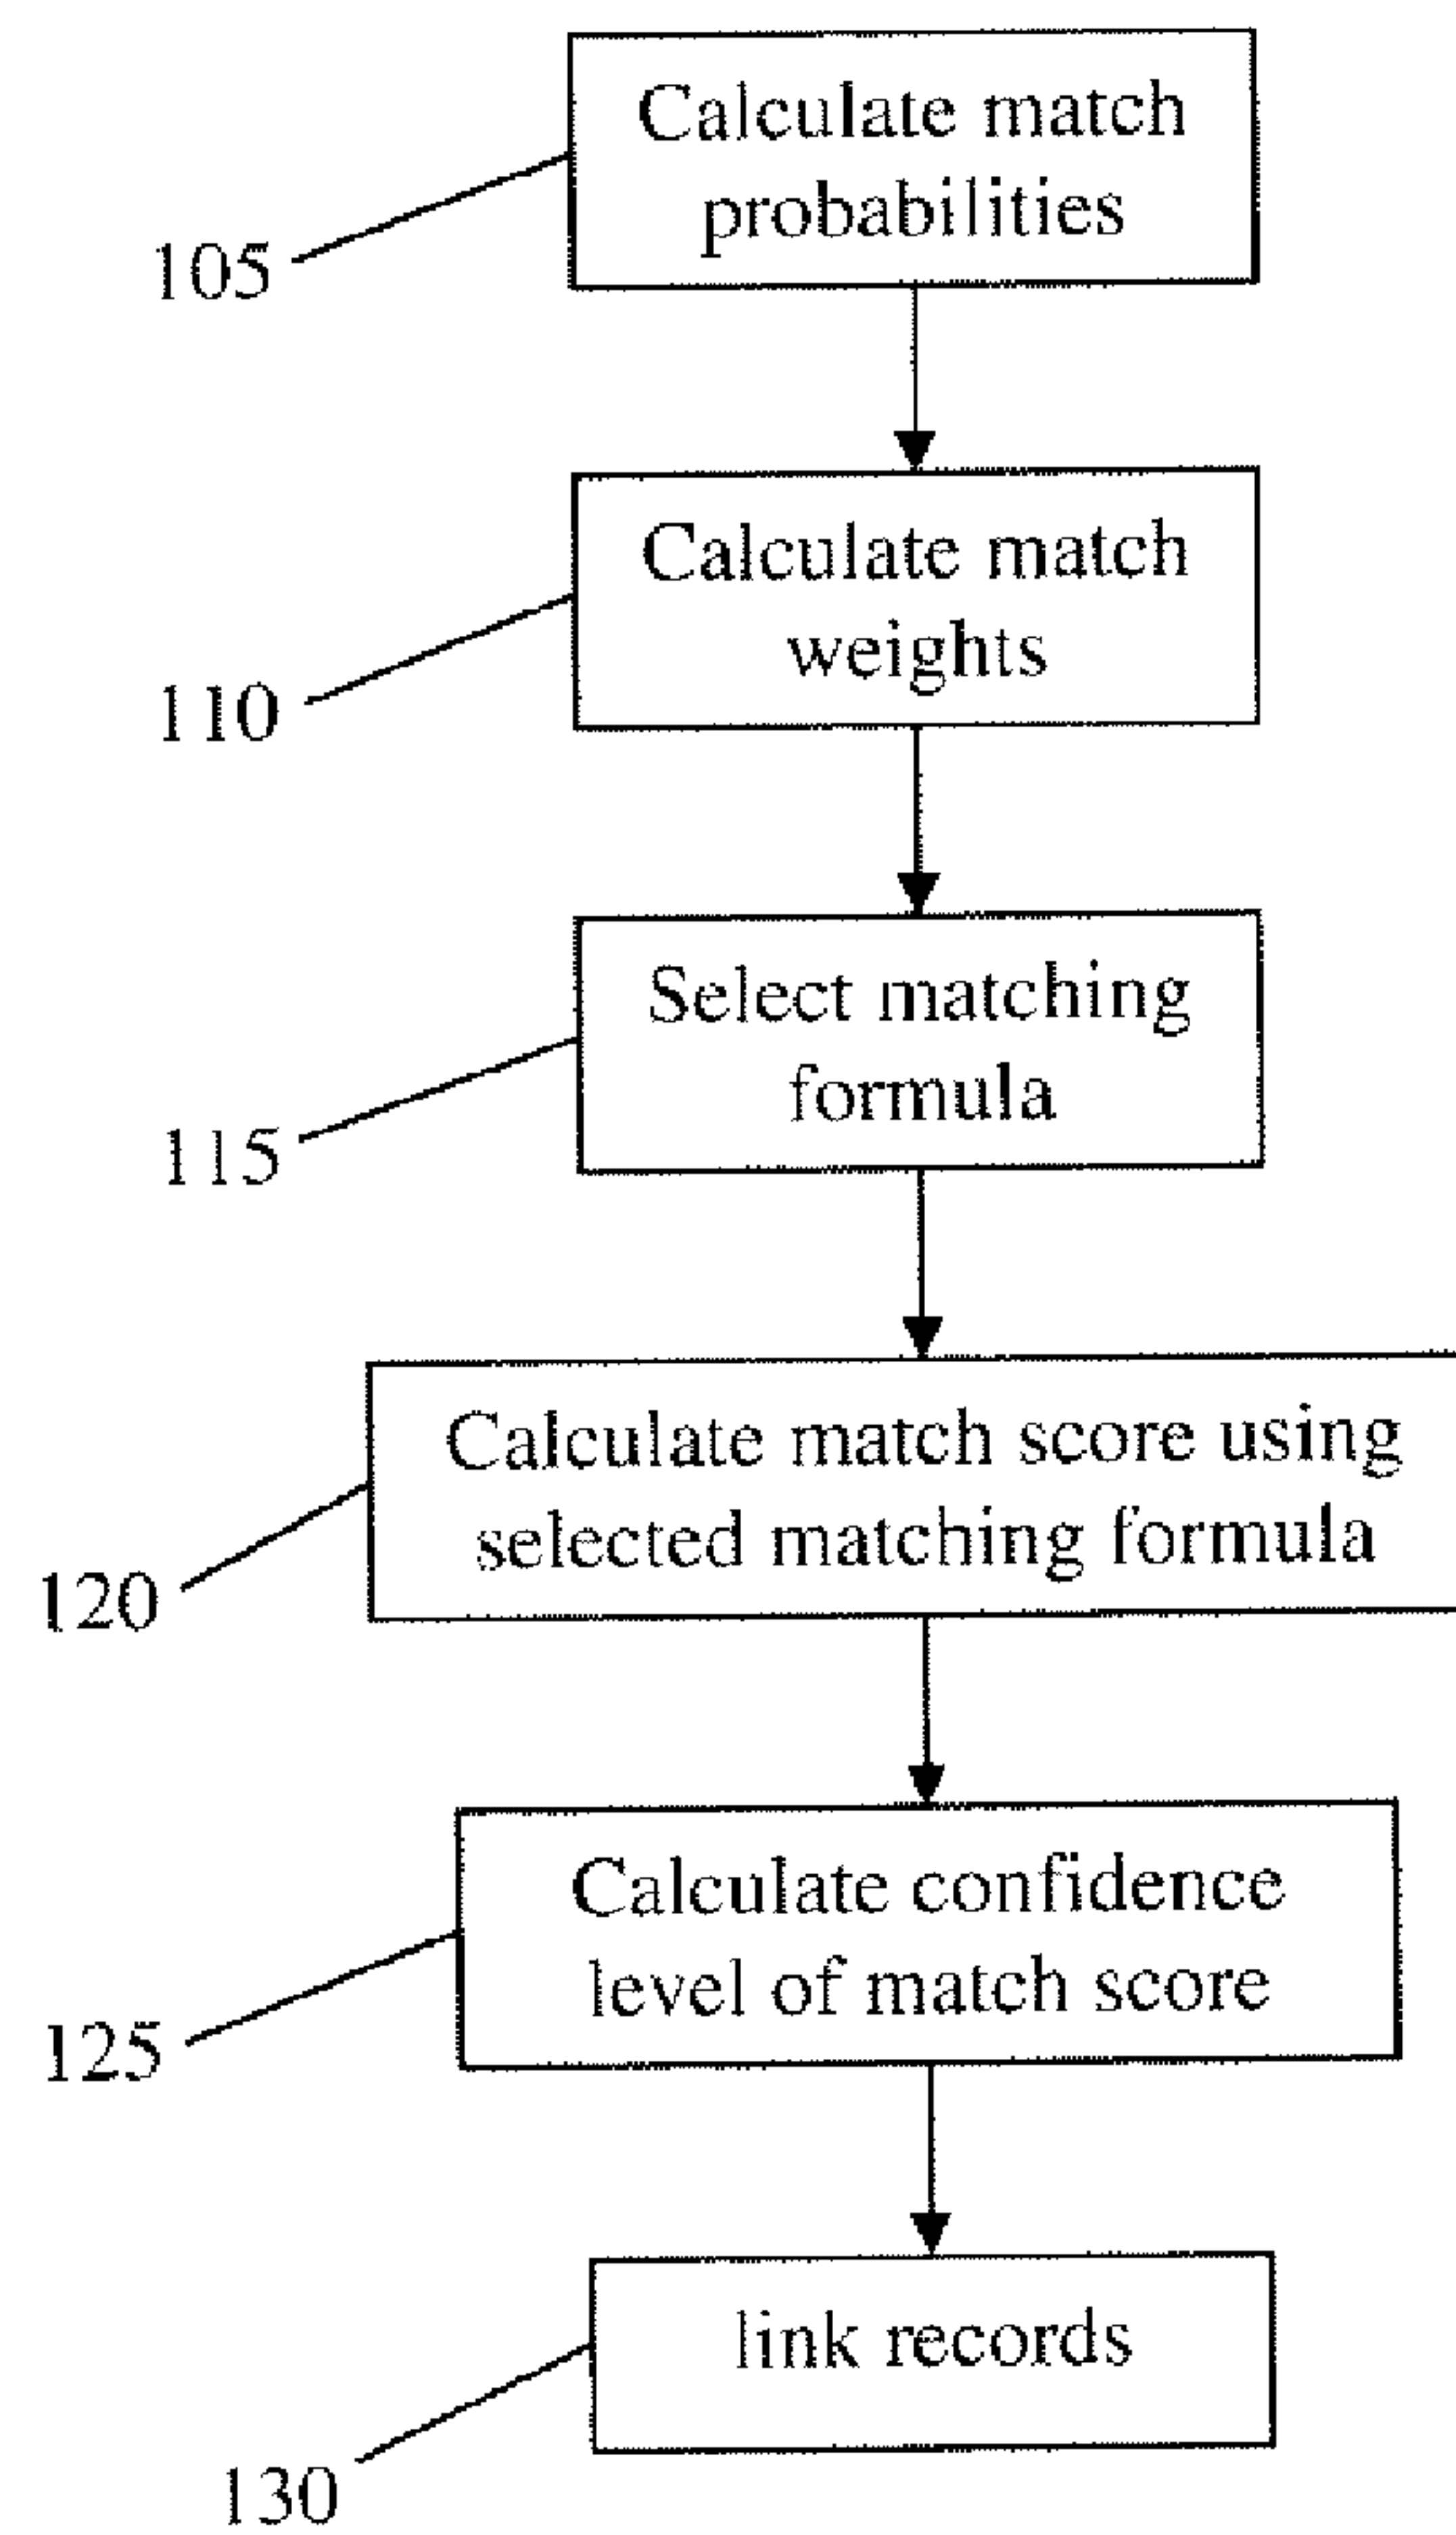 Calculate match
probabilities
105
Calculate match
weights
110
Select matching
formula
115
Calculate match score using
selected matching formula
120
Calculate confidence
level of match score
125
link records
130